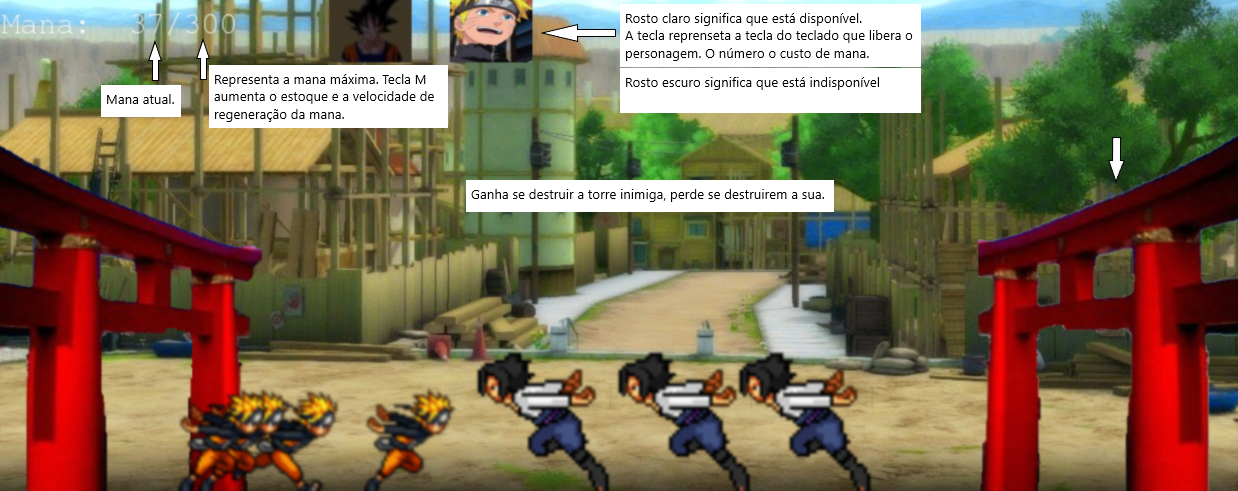 Mana: 37/300
Mana atual.
Representa a mana máxima. Tecla M
aumenta o estoque e a velocidade de
regeneração da mana.
Rosto claro significa que está disponível.
A tecla reprenseta a tecla do teclado que libera o
personagem. O número o custo de mana.
Rosto escuro significa que está indisponível
Ganha se destruir a torre inimiga, perde se destruirem a sua.